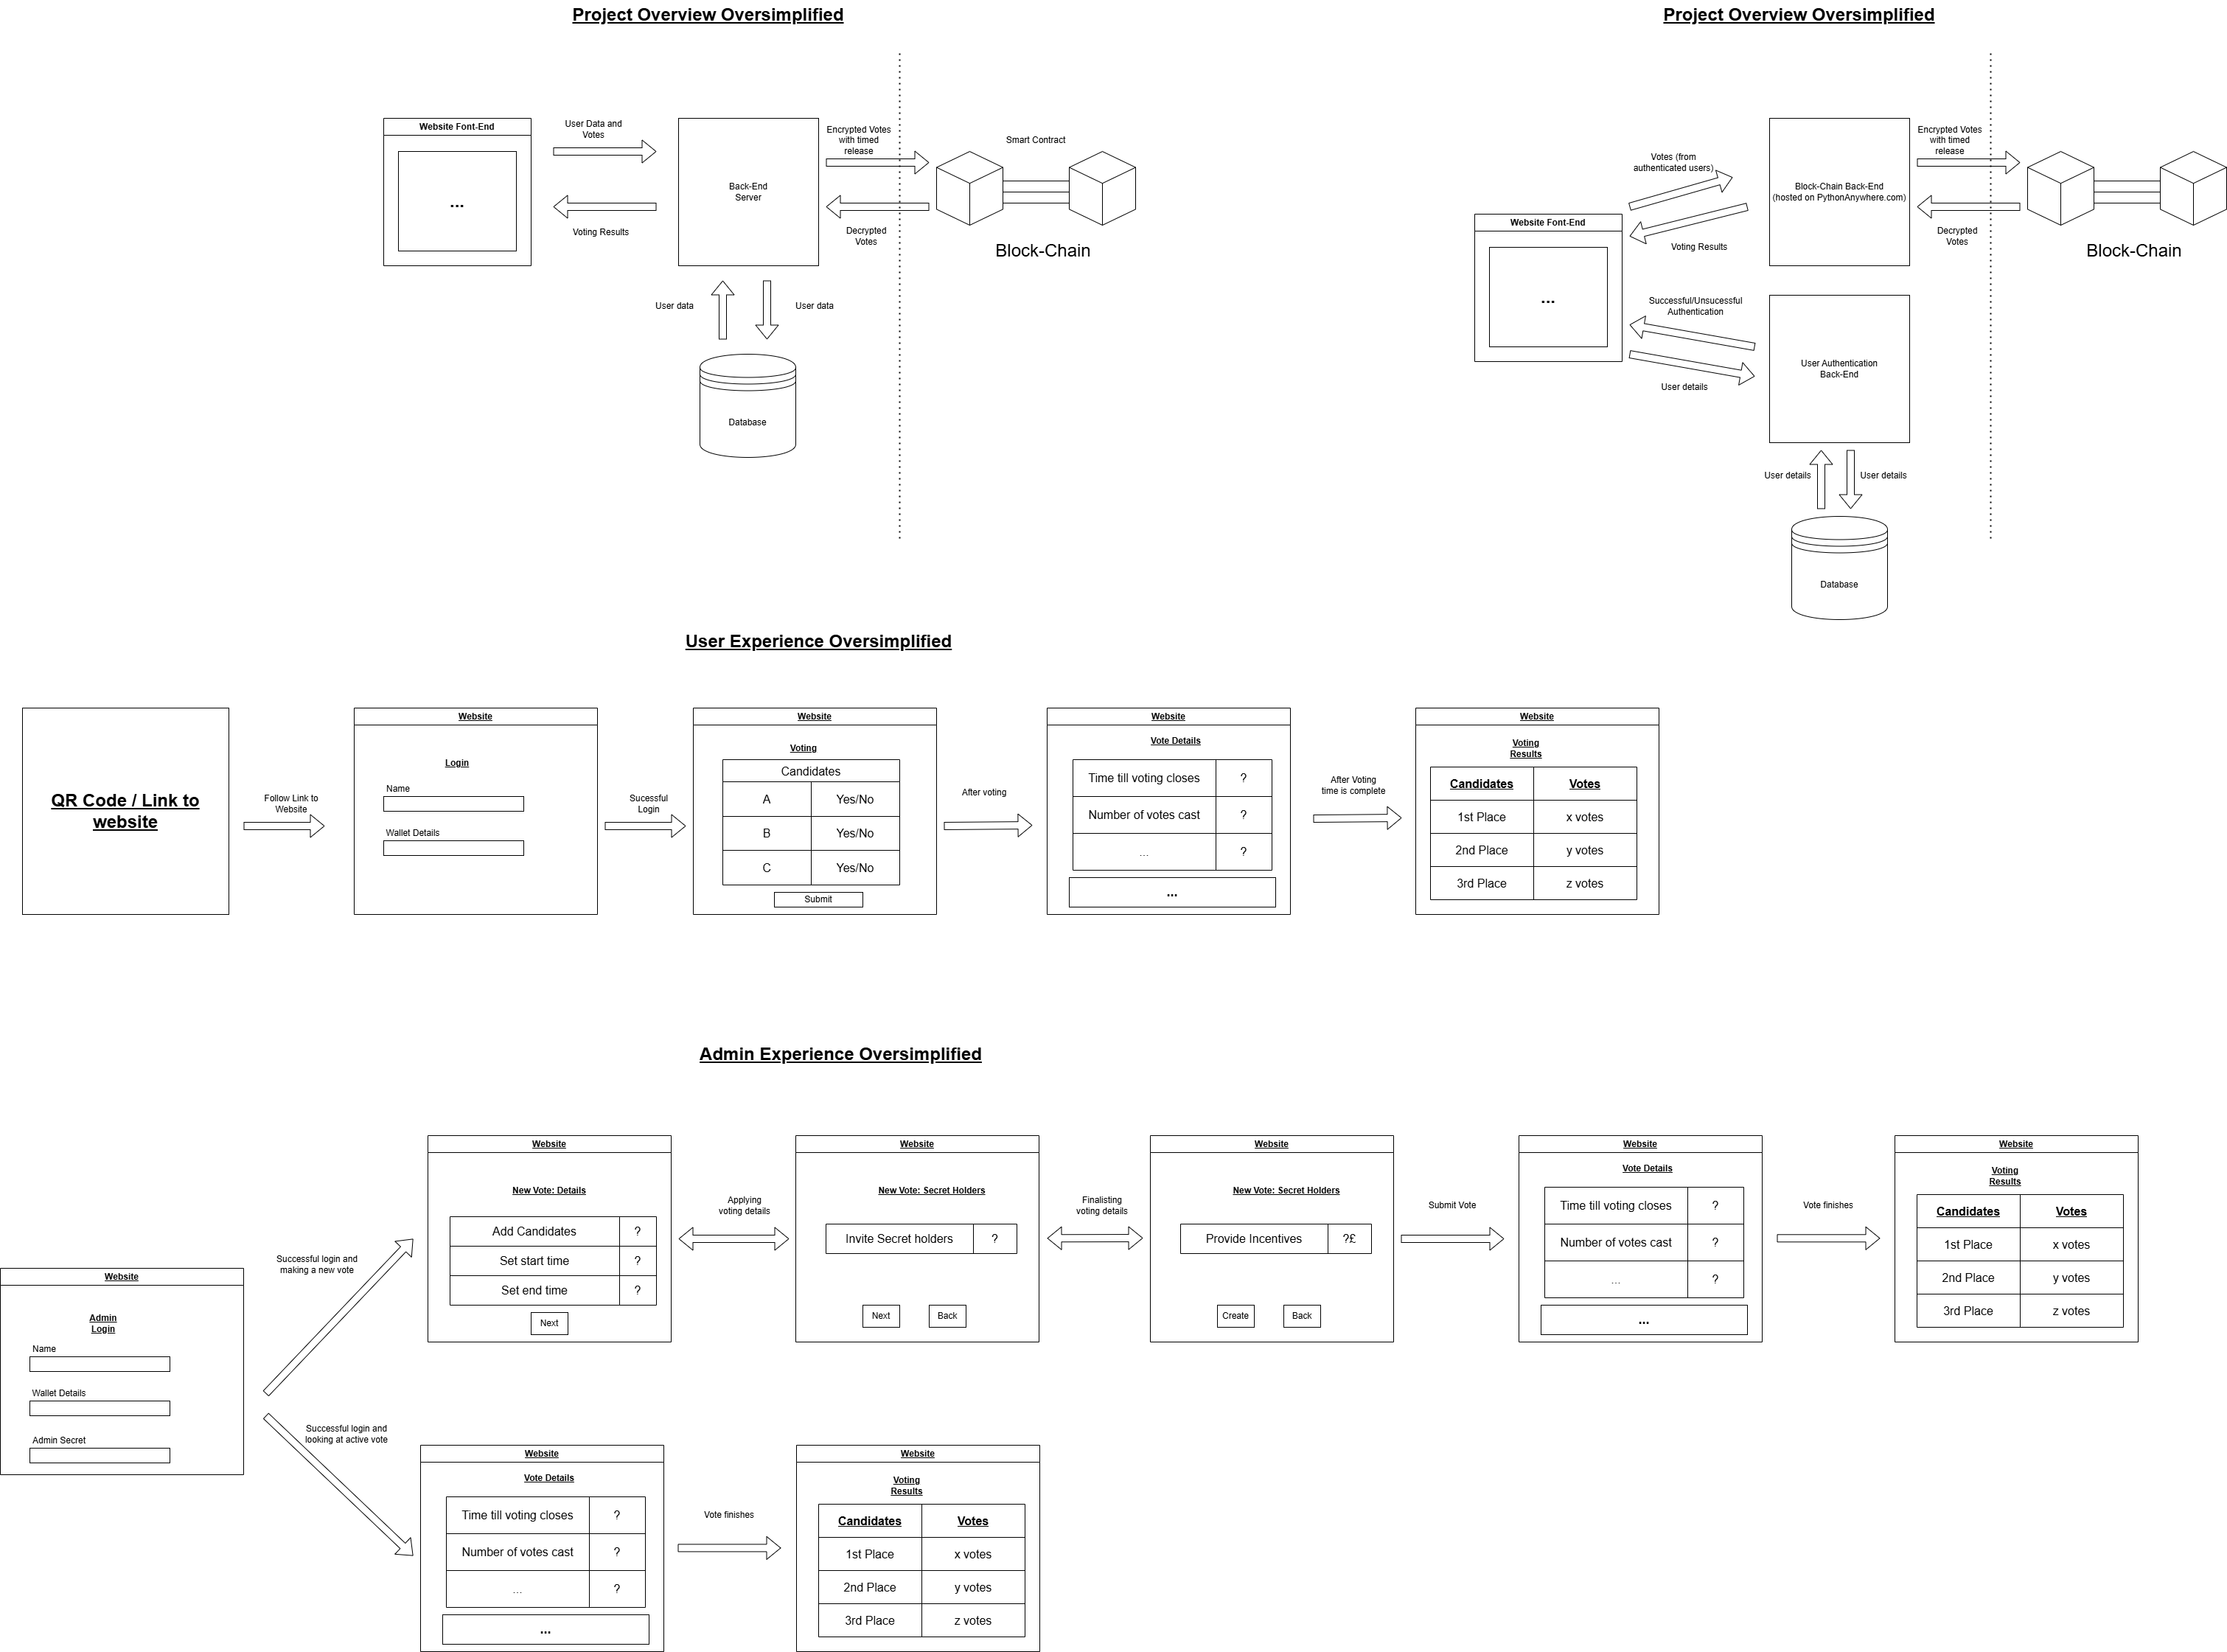 Project Overview Oversimplified
Website Font-End
...
User Data and
Votes
Voting Results
Back-End
Server
Encrypted Votes
with timed
release
Decrypted
Votes
Smart Contract
Block-Chain
User data
User data
Database
Project Overview Oversimplified
Website Font-End
...
Votes (from
authenticated users)
Voting Results
Block-Chain Back-End
(hosted on PythonAnywhere.com)
Encrypted Votes
with timed
release
Decrypted
Votes
Block-Chain
Successful/Unsucessful
Authentication
User details
User Authentication
Back-End
User details
User details
Database
User Experience Oversimplified
QR Code / Link to
website
Follow Link to
Website
Website
Login
Name
Wallet Details
Sucessful
Login
Website
Voting
Candidates
A
Yes/No
B
Yes/No
C
Yes/No
Submit
After voting
Website
Vote Details
Time till voting closes
?
Number of votes cast
?
...
?
...
After Voting
time is complete
Website
Voting
Results
Candidates
Votes
1st Place
x votes
2nd Place
y votes
3rd Place
z votes
Admin Experience Oversimplified
Website
Admin
Login
Name
Wallet Details
Admin Secret
Successful login and
making a new vote
Website
New Vote: Details
Add Candidates
?
Set start time
?
Set end time
?
Next
Applying
voting details
Website
New Vote: Secret Holders
Invite Secret holders
?
Next
Back
Finalisting
voting details
Website
New Vote: Secret Holders
Provide Incentives
?£
Create
Back
Submit Vote
Website
Vote Details
Time till voting closes
?
Number of votes cast
?
...
?
...
Vote finishes
Website
Voting
Results
Candidates
Votes
1st Place
x votes
2nd Place
y votes
3rd Place
z votes
Successful login and
looking at active vote
Website
Vote Details
Time till voting closes
?
Number of votes cast
?
...
?
...
Vote finishes
Website
Voting
Results
Candidates
Votes
1st Place
x votes
2nd Place
y votes
3rd Place
z votes